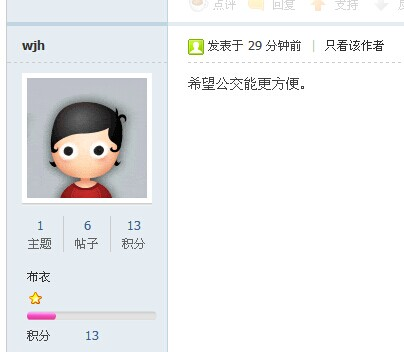 点评 回复 支持
wjh
发表于 29 分钟前 | 只看该作者
希望公交能更方便。
1 6 13
主题 帖子 积分
布衣
积分 13